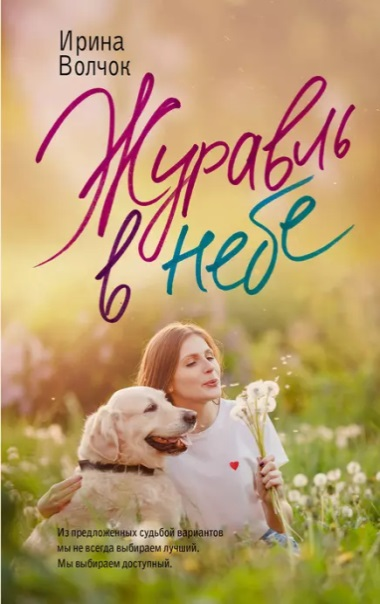 Ирина
Волчок
Журавль
в небе
Из предложенных судьбой вариантов
мы не всегда выбираем лучший.
Мы выбираем доступный.